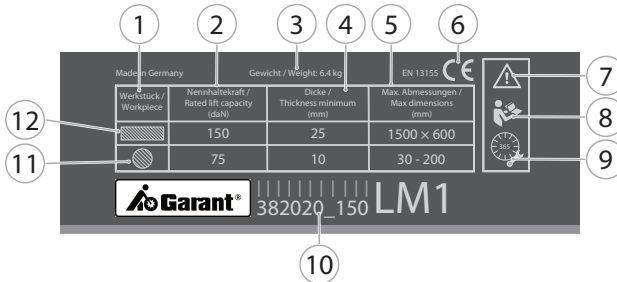 1 2 3 4 5 6
Made in Germany Gewicht / Weight: 6.4 kg EN 13155 CE
Werkstück / Workpiece
Nennhaltekraft / Rated lift capacity (daN)
Dicke / Thickness minimum (mm)
Max. Abmessungen / Max dimensions (mm)
7
12 150 25 1500 × 600
8
11 75 10 30 - 200
365 9
Garant® 382020_150 LM1
10